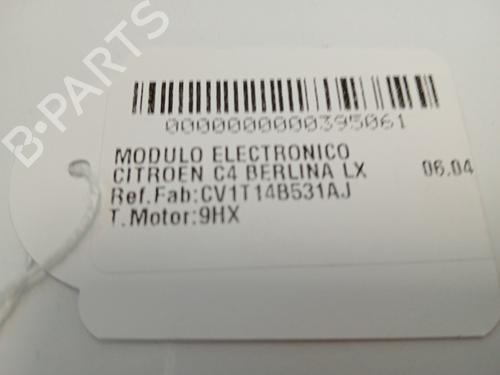 B-PARTS
0000000000395061
MODULO ELECTRONICO
CITROEN C4 BERLINA LX 06.04
Ref.Fab:CV1T14B531AJ
T.Motor:9HX